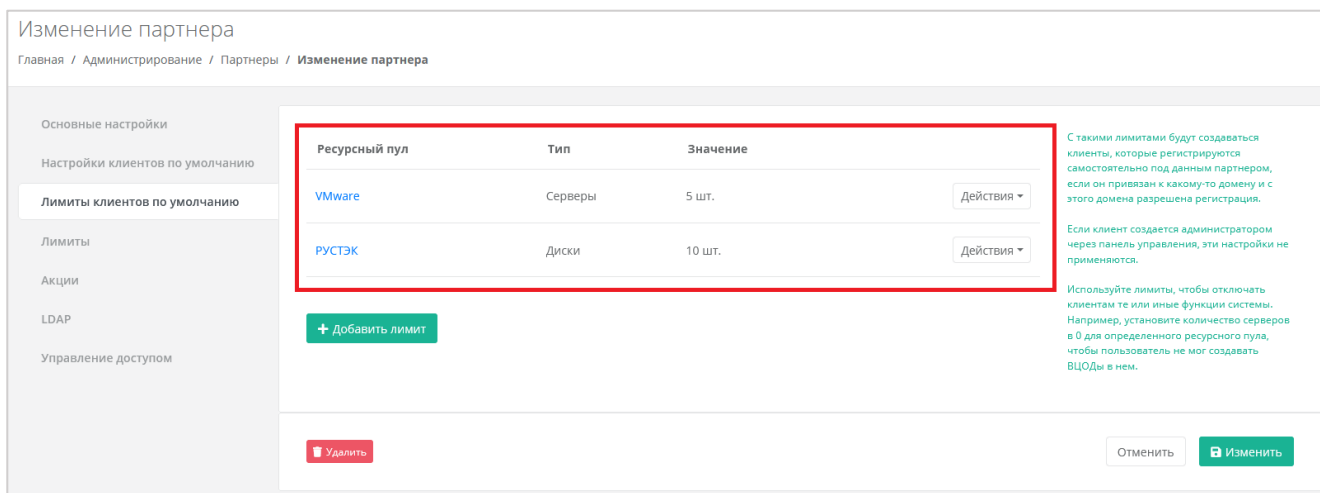 Изменение партнера
Главная / Администрирование / Партнеры / Изменение партнера
Основные настройки
Настройки клиентов по умолчанию
Лимиты клиентов по умолчанию
Лимиты
Акции
LDAP
Управление доступом
Ресурсный пул Тип Значение
VMware Серверы 5 шт. Действия
РУСТЭК Диски 10 шт. Действия
+ Добавить лимит
С такими лимитами будут создаваться
клиенты, которые регистрируются
самостоятельно под данным партнером,
если он привязан к какому-то домену и с
этого домена разрешена регистрация.
Если клиент создается администратором
через панель управления, эти настройки не
применяются.
Используйте лимиты, чтобы отключать
клиентам те или иные функции системы.
Например, установите количество серверов
в 0 для определенного ресурсного пула,
чтобы пользователь не мог создавать
ВЦОДы в нем.
Удалить
Отменить
Изменить